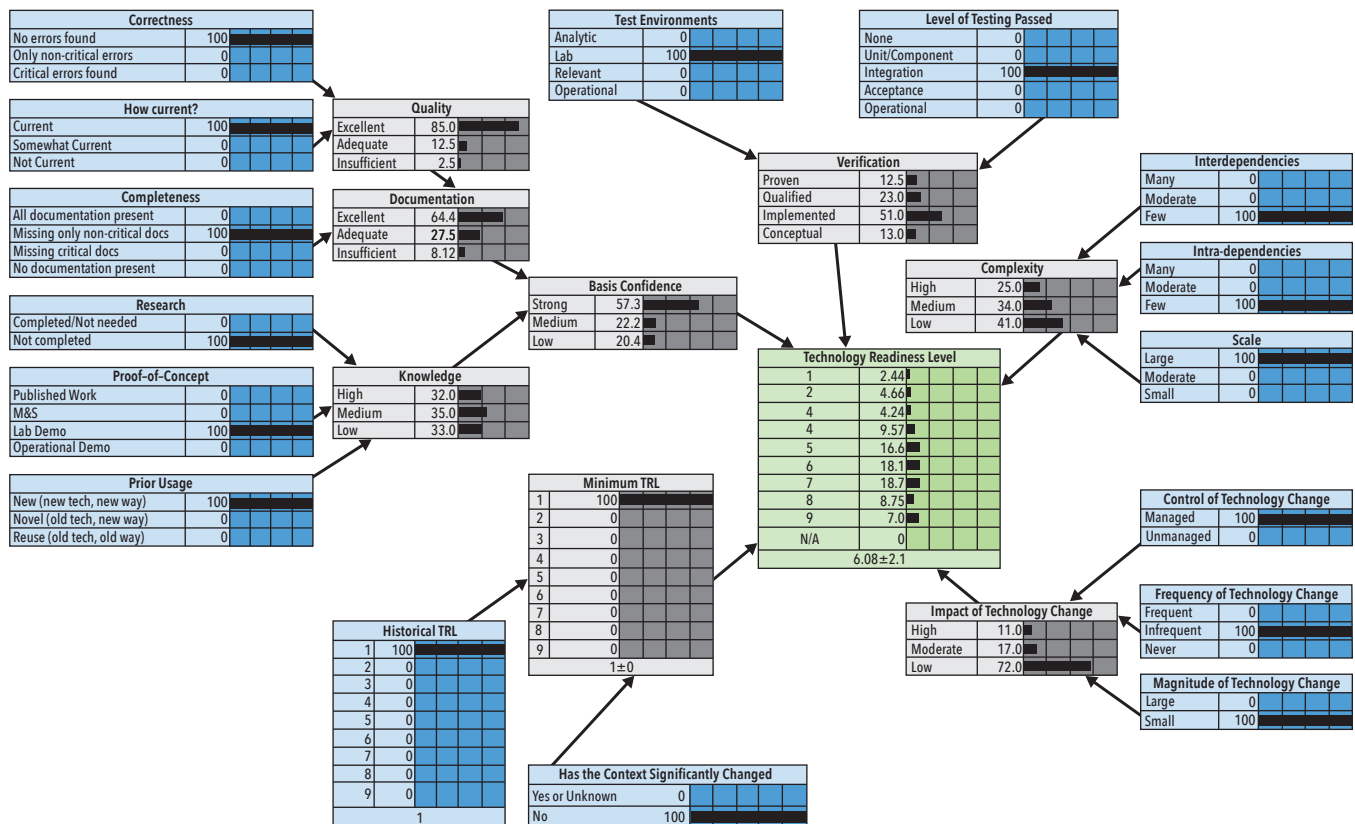 Correctness
No errors found 100
Only non-critical errors 0
Critical errors found 0
How current?
Current 100
Somewhat Current 0
Not Current 0
Completeness
All documentation present 0
Missing only non-critical docs 100
Missing critical docs 0
No documentation present 0
Research
Completed/Not needed 0
Not completed 100
Proof-of-Concept
Published Work 0
M&S 0
Lab Demo 100
Operational Demo 0
Prior Usage
New (new tech, new way) 100
Novel (old tech, new way) 0
Reuse (old tech, old way) 0
Quality
Excellent 85.0
Adequate 12.5
Insufficient 2.5
Documentation
Excellent 64.4
Adequate 27.5
Insufficient 8.12
Knowledge
High 32.0
Medium 35.0
Low 33.0
Historical TRL
1 100
2 0
3 0
4 0
5 0
6 0
7 0
8 0
9 0
1
Test Environments
Analytic 0
Lab 100
Relevant 0
Operational 0
Basis Confidence
Strong 57.3
Medium 22.2
Low 20.4
Minimum TRL
1 100
2 0
3 0
4 0
5 0
6 0
7 0
8 0
9 0
1±0
Has the Context Significantly Changed
Yes or Unknown 0
No 100
Level of Testing Passed
None 0
Unit/Component 0
Integration 100
Acceptance 0
Operational 0
Verification
Proven 12.5
Qualified 23.0
Implemented 51.0
Conceptual 13.0
Technology Readiness Level
1 2.44
2 4.66
4 4.24
4 9.57
5 16.6
6 18.1
7 18.7
8 8.75
9 7.0
N/A 0
6.08±2.1
Complexity
High 25.0
Medium 34.0
Low 41.0
Impact of Technology Change
High 11.0
Moderate 17.0
Low 72.0
Interdependencies
Many 0
Moderate 0
Few 100
Intra-dependencies
Many 0
Moderate 0
Few 100
Scale
Large 100
Moderate 0
Small 0
Control of Technology Change
Managed 100
Unmanaged 0
Frequency of Technology Change
Frequent 0
Infrequent 100
Never 0
Magnitude of Technology Change
Large 0
Small 100